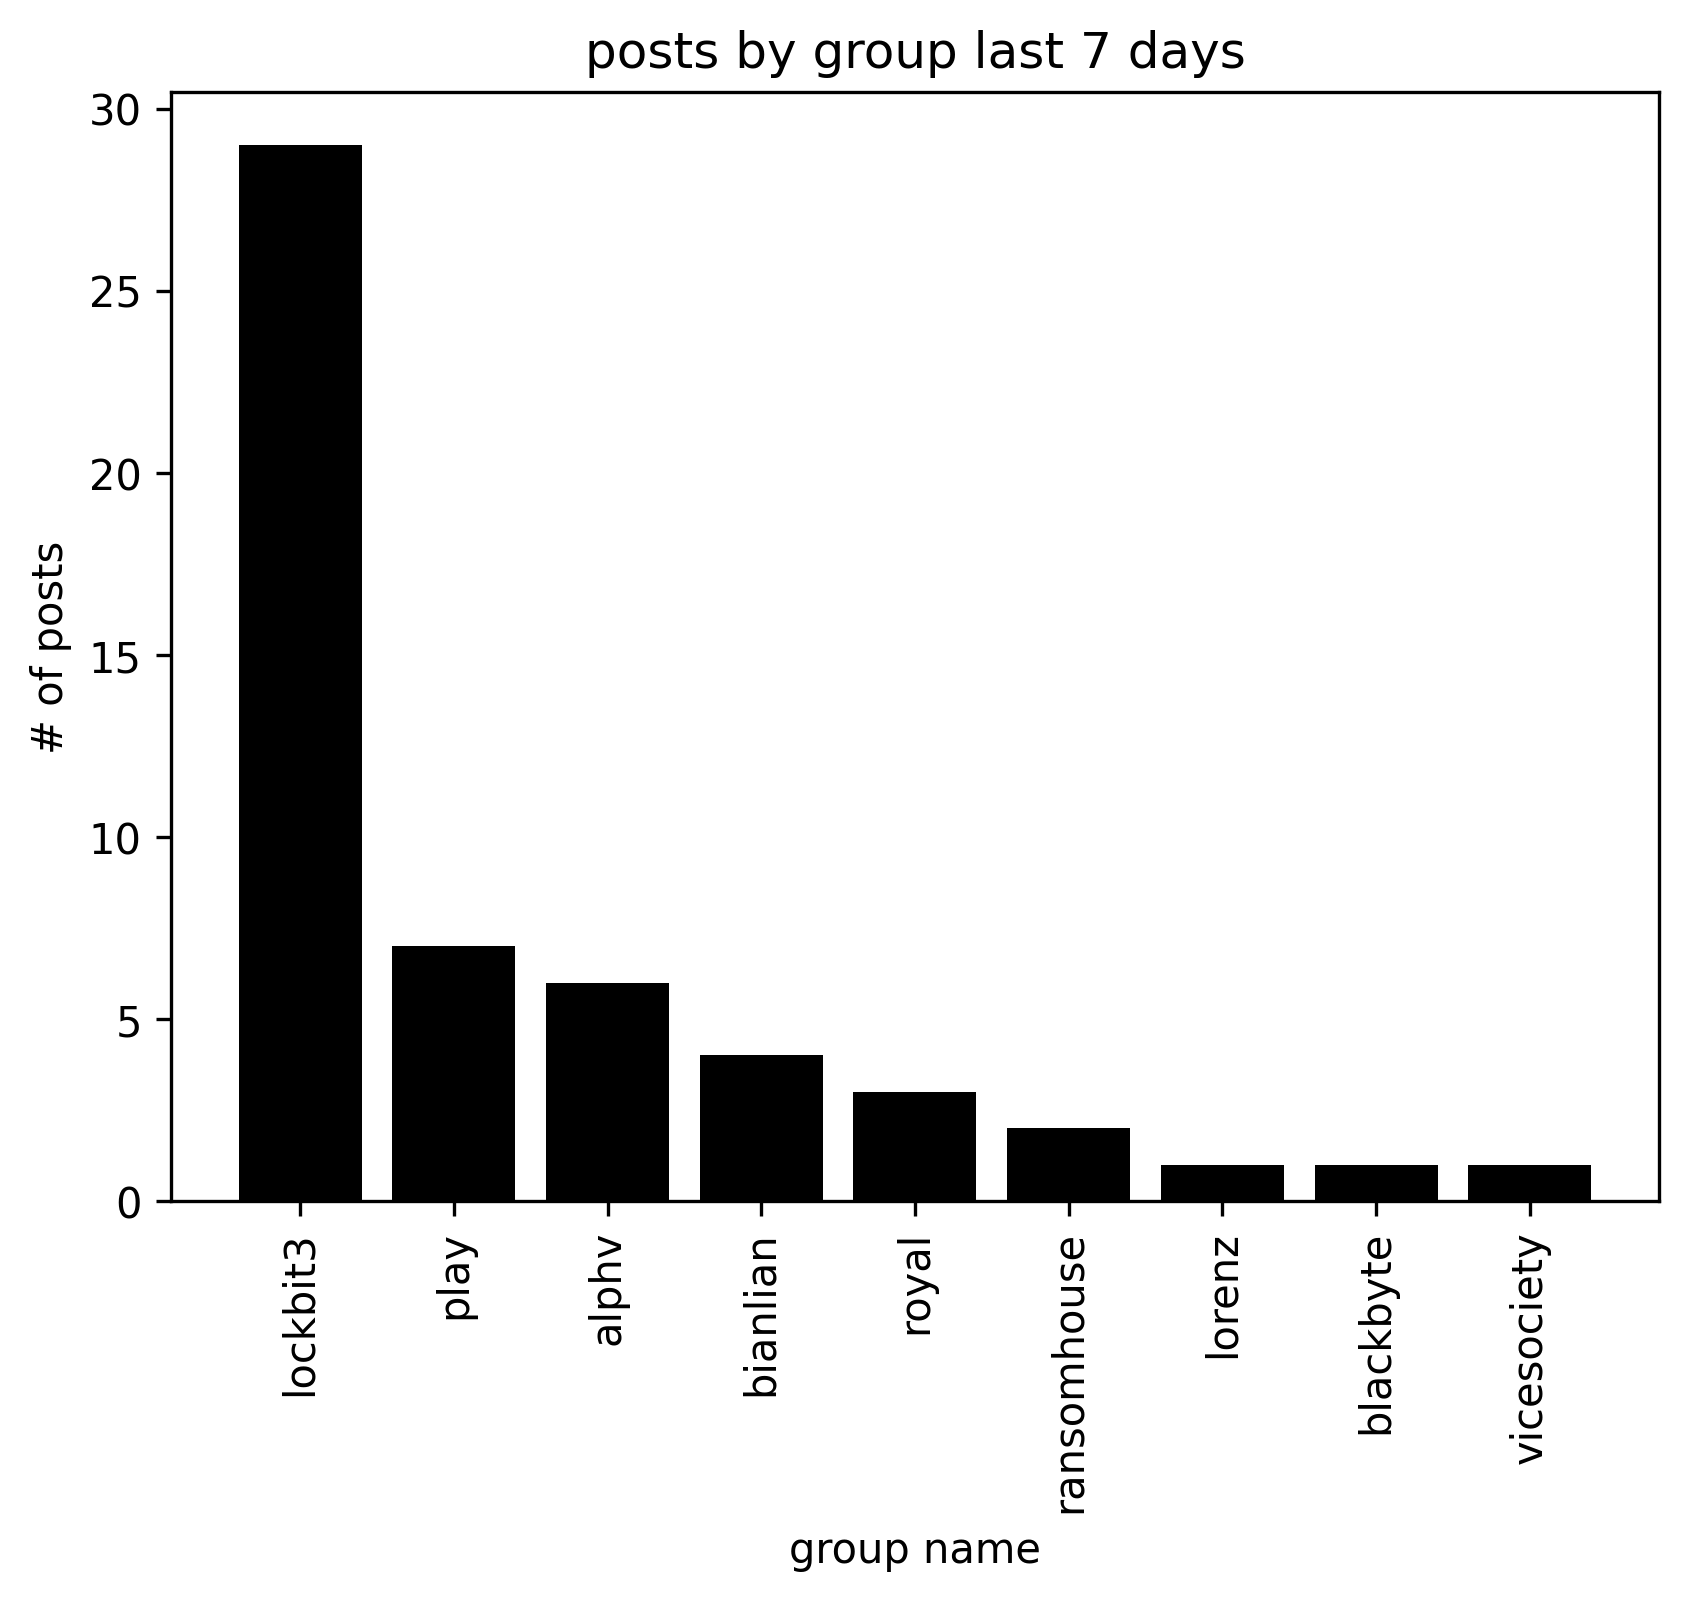 posts by group last 7 days
30
25
20
15
10
5
0
# of posts
lockbit3
play
alphv
bianlian
royal
ransomhouse
lorenz
blackbyte
vicesociety
group name